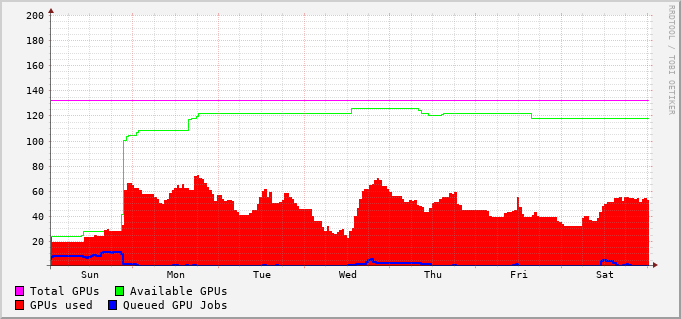 200
180
160
140
120
100
80
60
40
20
Sun Mon Tue Wed Thu Fri Sat
Total GPUs Available GPUs
GPUs used Queued GPU Jobs
RRDTOOL / TOBI OETIKER